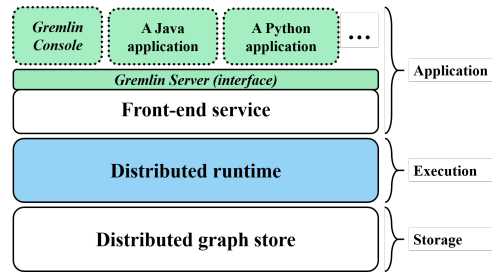 Gremlin
Console
A Java
application
A Python
application
...
Gremlin Server (interface)
Front-end service
Application
Distributed runtime
Execution
Distributed graph store
Storage